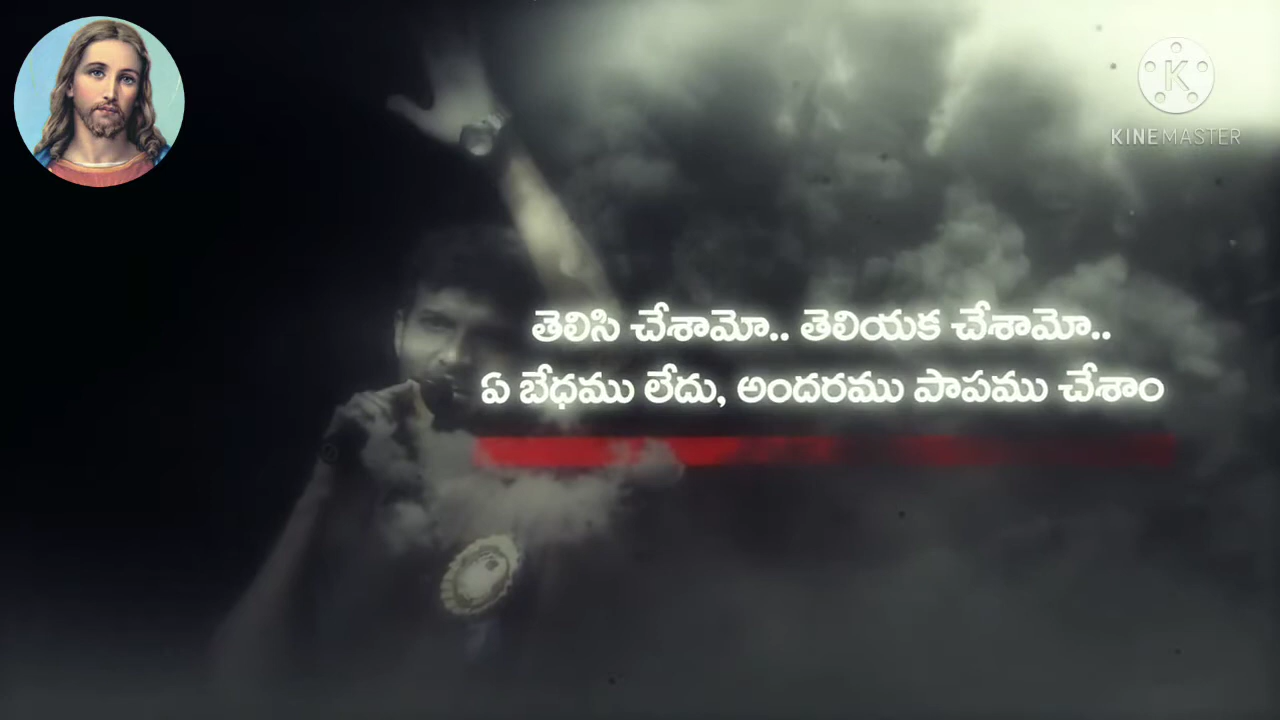 KINEMASTER
తెలిసి చేశామో.. తెలియక చేశామో..
ఏ బేధము లేదు, అందరము పాపము చేశాం